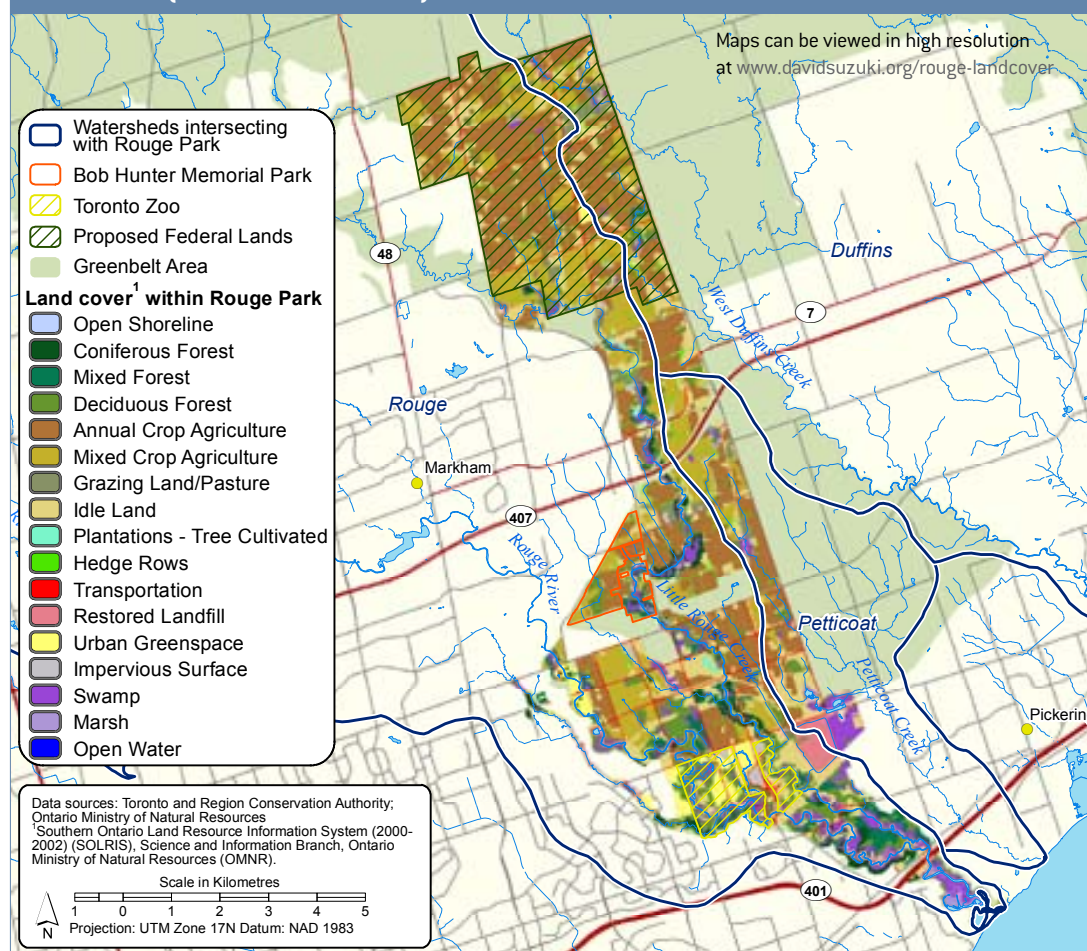 Maps can be viewed in high resolution
at www.davidsuzuki.org/rouge-landcover
Watersheds intersecting
with Rouge Park
Bob Hunter Memorial Park
Toronto Zoo
Proposed Federal Lands
Greenbelt Area
Land cover¹ within Rouge Park
Open Shoreline
Coniferous Forest
Mixed Forest
Deciduous Forest
Annual Crop Agriculture
Mixed Crop Agriculture
Grazing Land/Pasture
Idle Land
Plantations - Tree Cultivated
Hedge Rows
Transportation
Restored Landfill
Urban Greenspace
Impervious Surface
Swamp
Marsh
Open Water
48
Duffins
West Duffins Creek
7
Rouge
Markham
407
Rouge River
Little Rouge Creek
Petticoat
Petticoat Creek
Pickerin
401
Data sources: Toronto and Region Conservation Authority;
Ontario Ministry of Natural Resources
¹Southern Ontario Land Resource Information System (2000-
2002) (SOLRIS), Science and Information Branch, Ontario
Ministry of Natural Resources (OMNR).
Scale in Kilometres
1 0 1 2 3 4 5
N
Projection: UTM Zone 17N Datum: NAD 1983